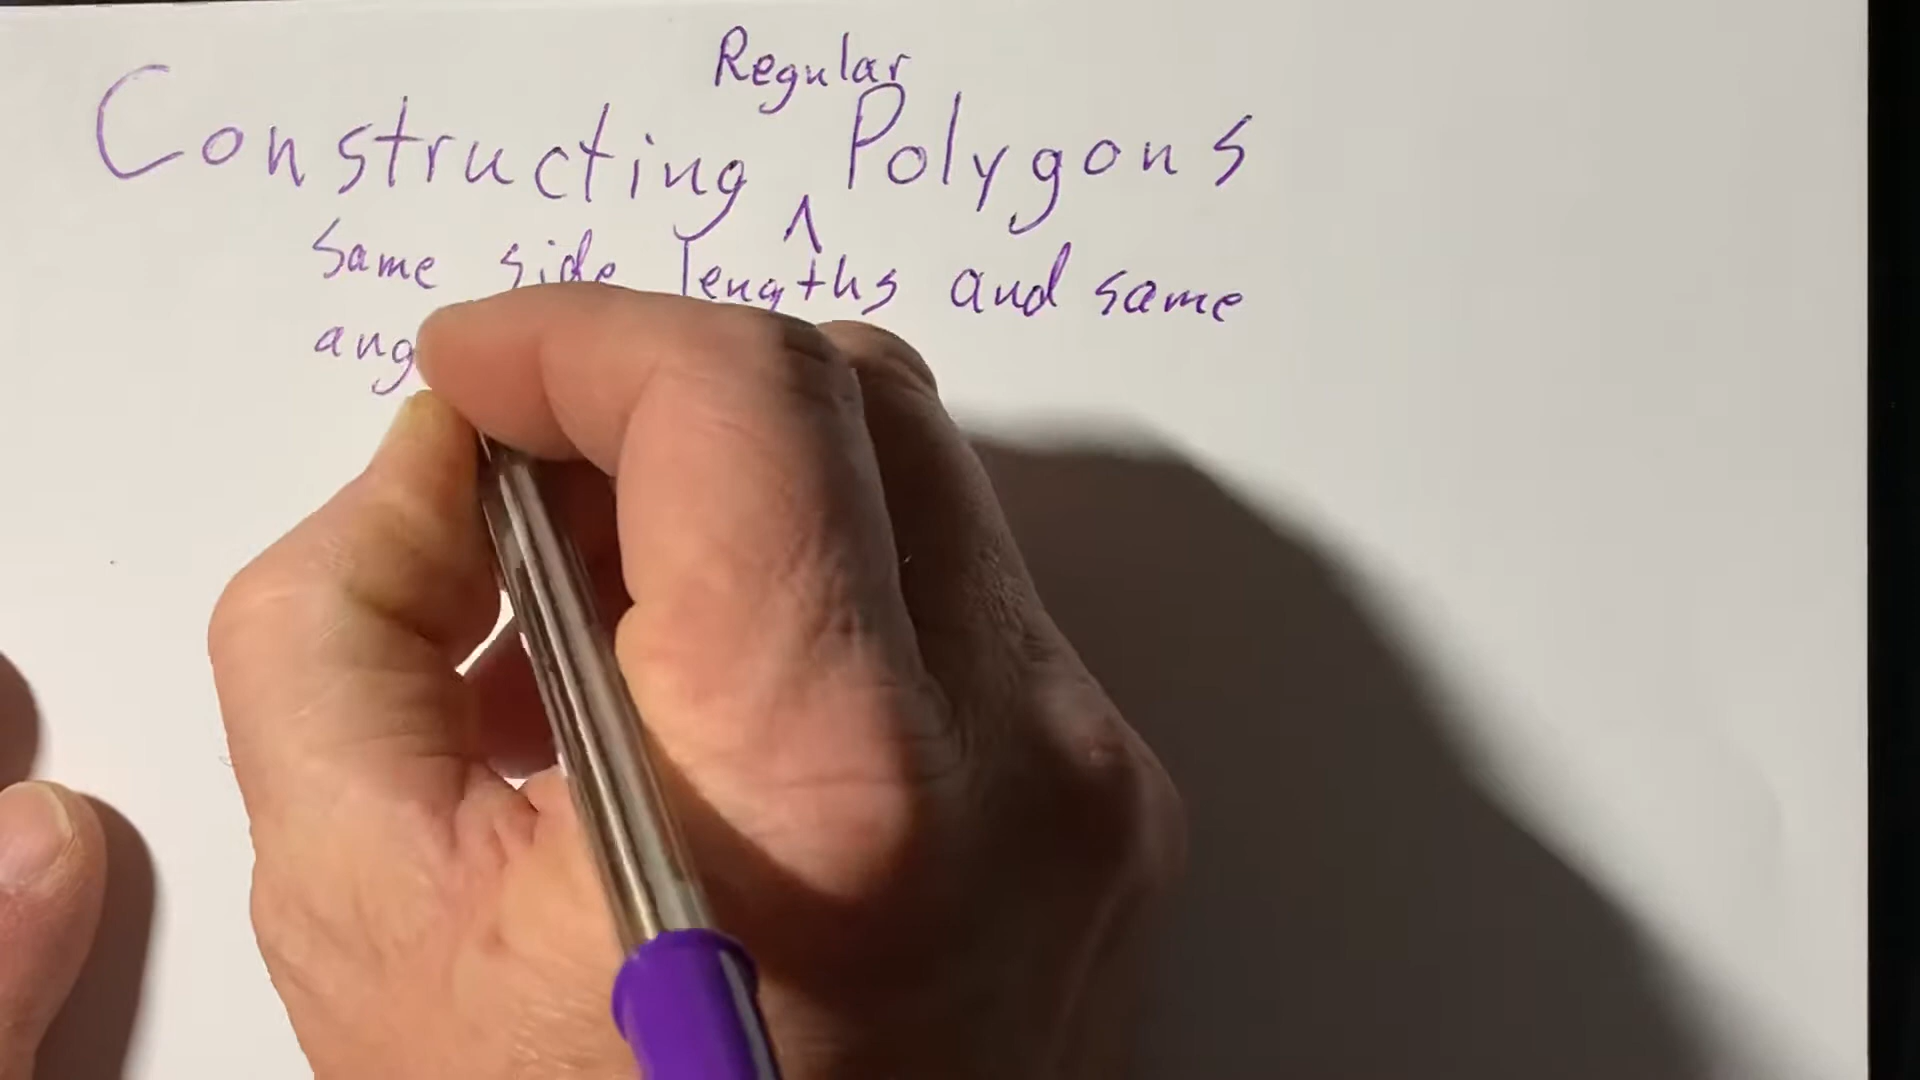 Regular
Constructing ^ Polygons
Same side lengths and same
ang